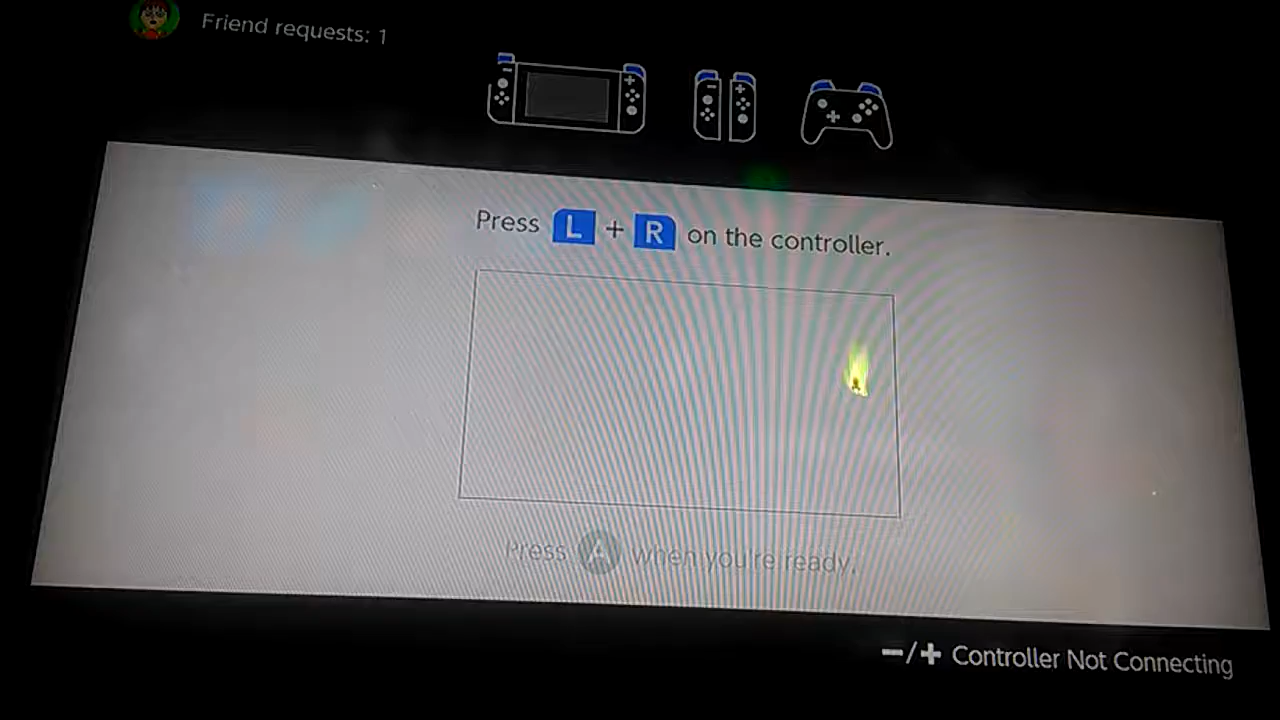 Friend requests: 1
Press L + R on the controller.
Press A when you're ready.
−/+ Controller Not Connecting